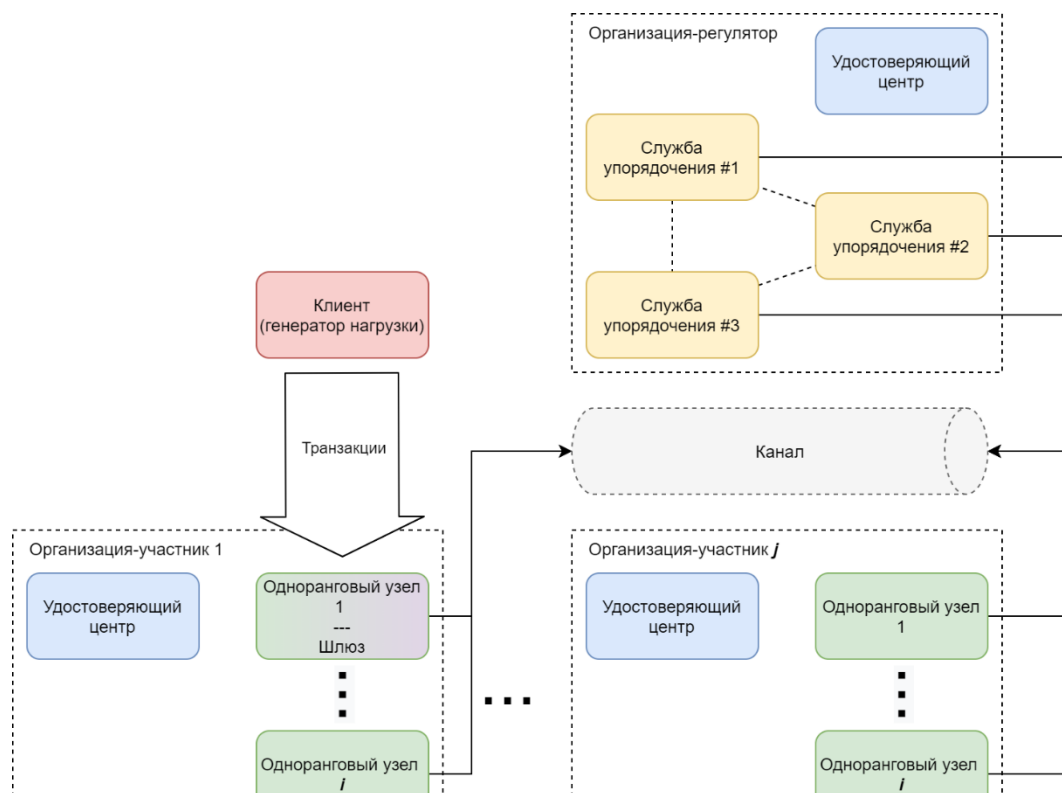 Организация-регулятор
Удостоверяющий
центр
Служба
упорядочения #1
Служба
упорядочения #2
Служба
упорядочения #3
Клиент
(генератор нагрузки)
Транзакции
Канал
Организация-участник 1
Удостоверяющий
центр
Одноранговый узел
1
---
Шлюз
Одноранговый узел
i
...
Организация-участник j
Удостоверяющий
центр
Одноранговый узел
1
Одноранговый узел
i